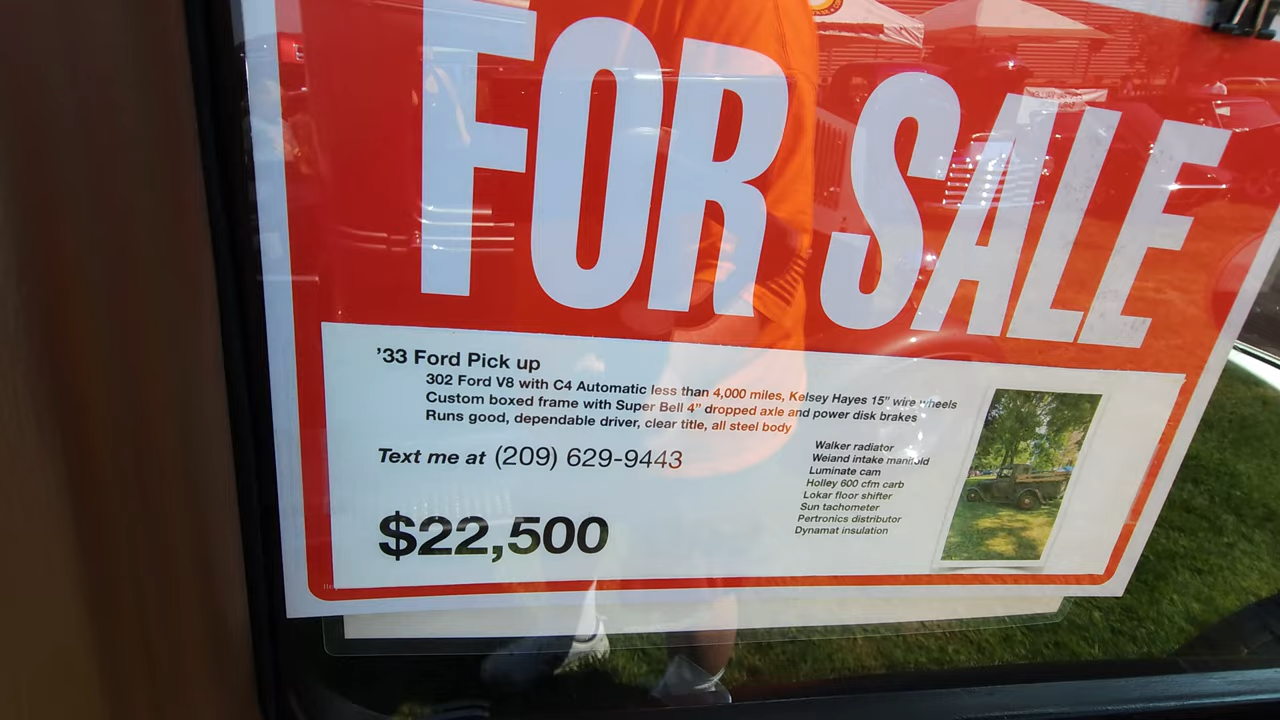 FOR SALE
'33 Ford Pick up
302 Ford V8 with C4 Automatic less than 4,000 miles, Kelsey Hayes 15" wire wheels
Custom boxed frame with Super Bell 4" dropped axle and power disk brakes
Runs good, dependable driver, clear title, all steel body
Text me at (209) 629-9443
$22,500
Walker radiator
Weiand intake manifold
Luminate cam
Holley 600 cfm carb
Lokar floor shifter
Sun tachometer
Pertronics distributor
Dynamat insulation